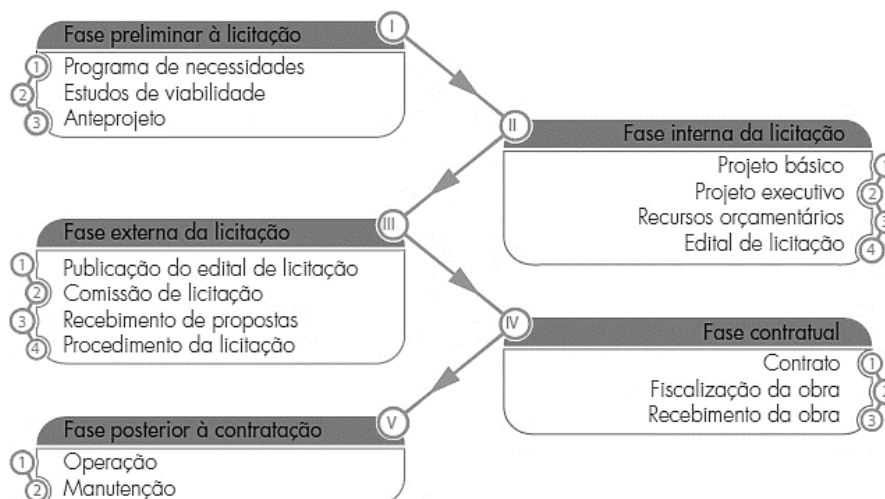 I
Fase preliminar à licitação
1 Programa de necessidades
2 Estudos de viabilidade
3 Anteprojeto
II
Fase interna da licitação
Projeto básico 1
Projeto executivo 2
Recursos orçamentários 3
Edital de licitação 4
III
Fase externa da licitação
1 Publicação do edital de licitação
2 Comissão de licitação
3 Recebimento de propostas
4 Procedimento da licitação
IV
Fase contratual
Contrato 1
Fiscalização da obra 2
Recebimento da obra 3
V
Fase posterior à contratação
1 Operação
2 Manutenção